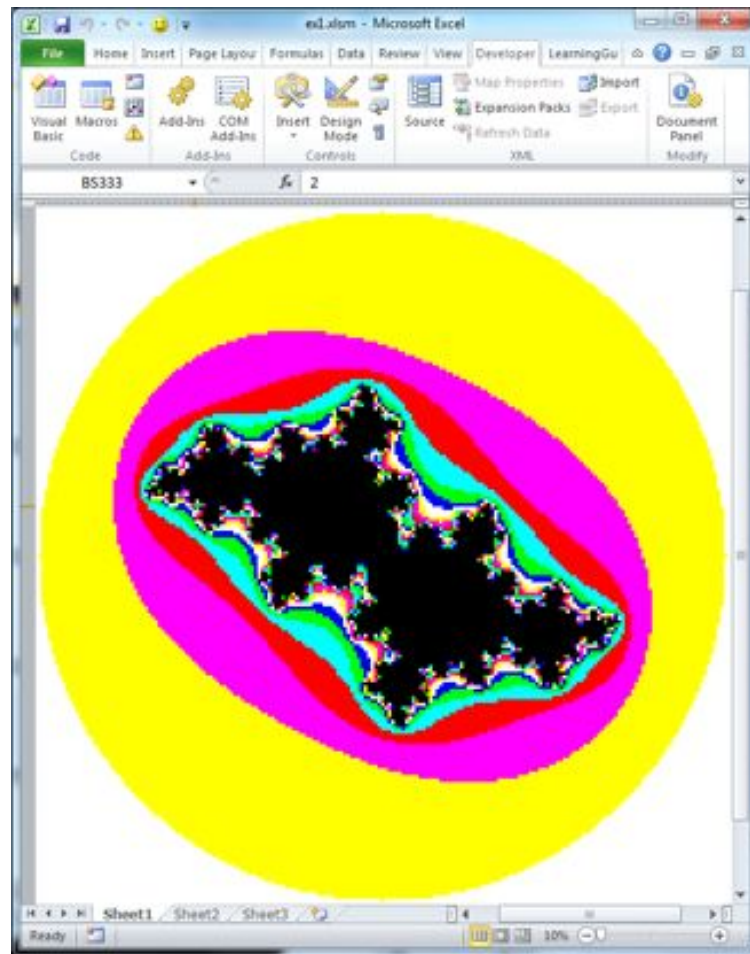 ex1.xlsm - Microsoft Excel
File Home Insert Page Layou Formulas Data Review View Developer LearningGu
Visual Basic Macros Add-Ins COM Add-Ins Insert Design Mode Source Map Properties Expansion Packs Refresh Data Import Export Document Panel
Code Add-Ins Controls XML Modify
BS333 fx 2
Sheet1 Sheet2 Sheet3
Ready 10%